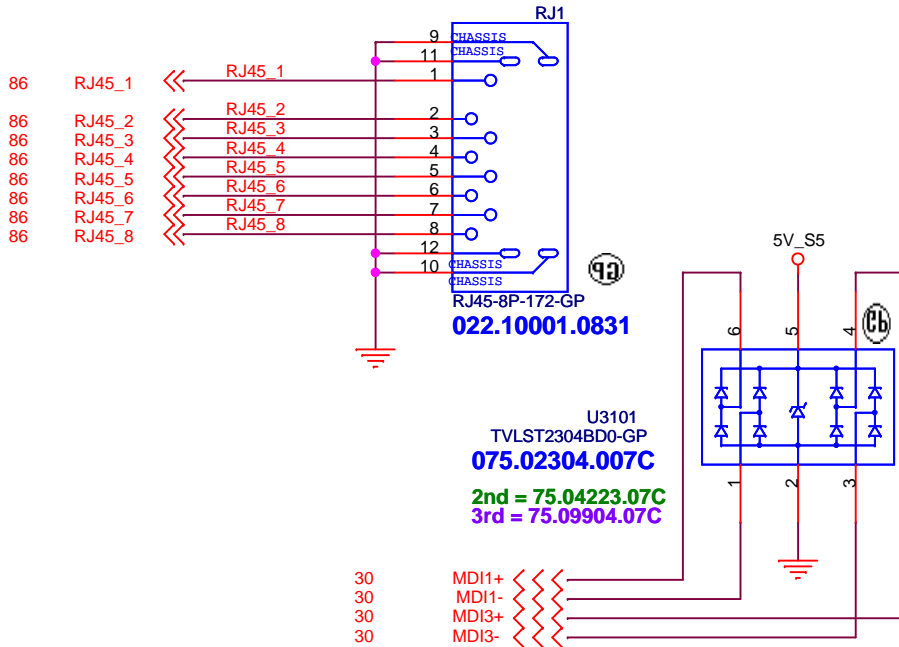 RJ1
9 CHASSIS
11 CHASSIS
86 RJ45_1 RJ45_1 1
86 RJ45_2 RJ45_2 2
86 RJ45_3 RJ45_3 3
86 RJ45_4 RJ45_4 4
86 RJ45_5 RJ45_5 5
86 RJ45_6 RJ45_6 6
86 RJ45_7 RJ45_7 7
86 RJ45_8 RJ45_8 8
12
10 CHASSIS
CHASSIS
RJ45-8P-172-GP
022.10001.0831
5V_S5
6 5 4
U3101
TVLST2304BD0-GP
075.02304.007C
2nd = 75.04223.07C
3rd = 75.09904.07C
1 2 3
30 MDI1+
30 MDI1-
30 MDI3+
30 MDI3-